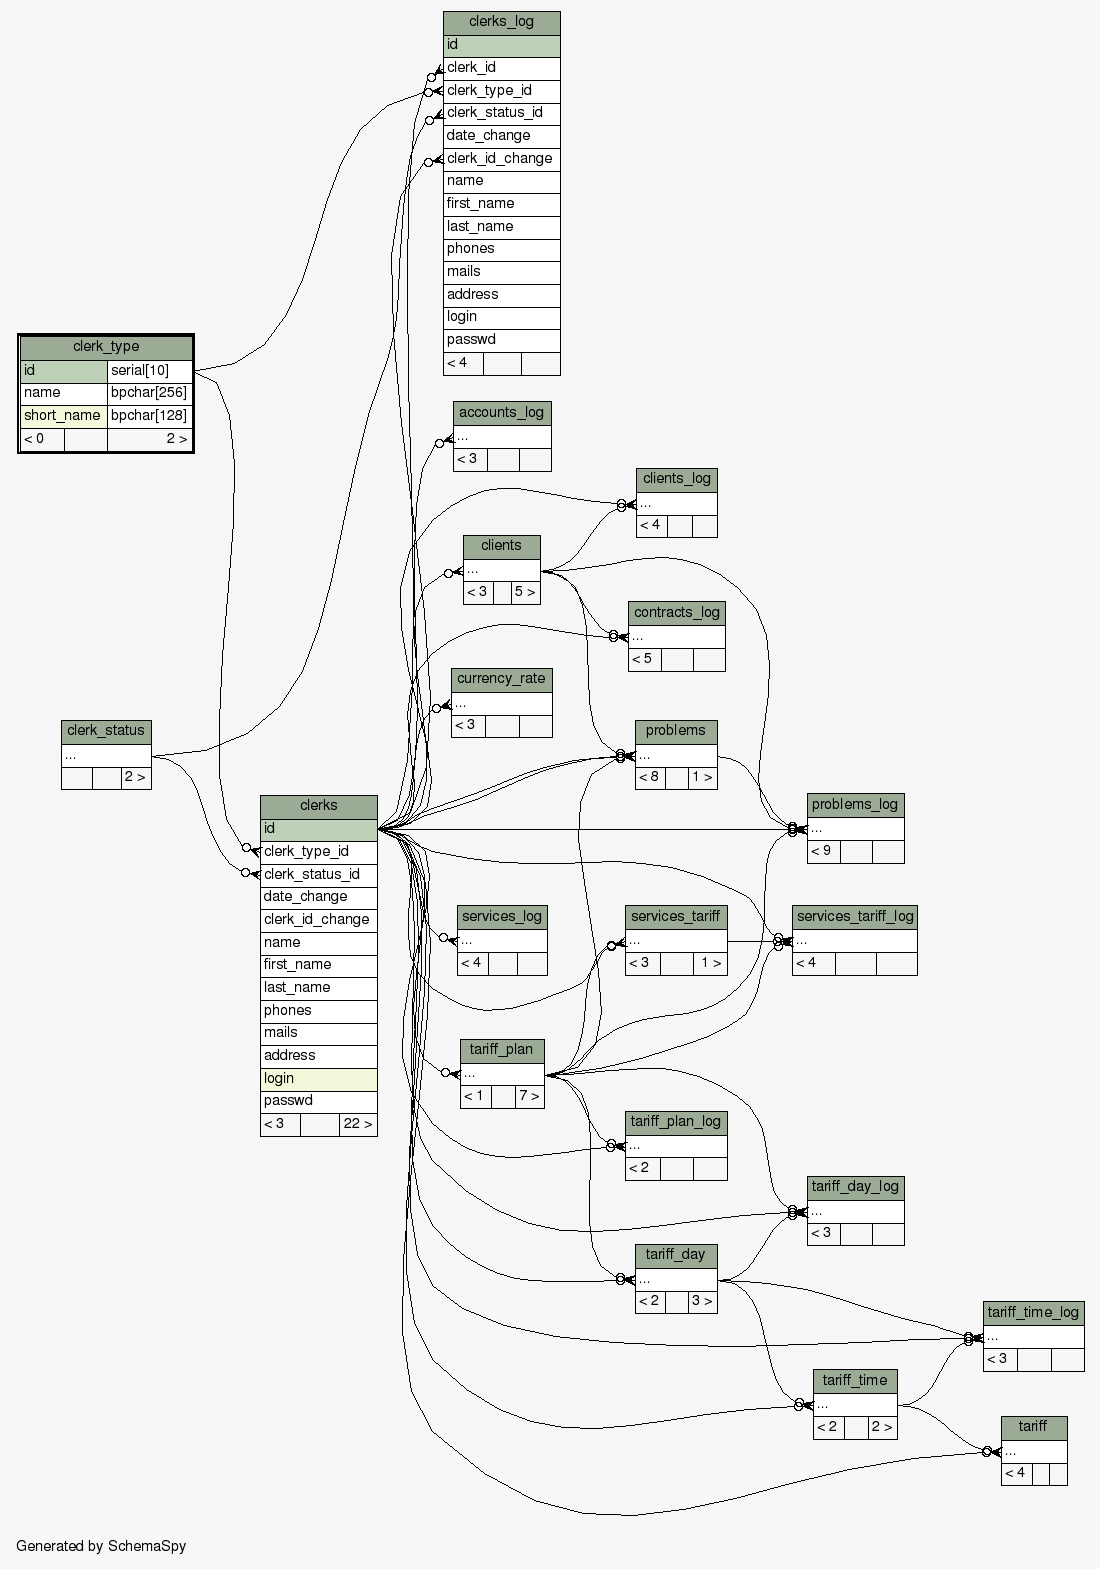 clerks_log
id
clerk_id
clerk_type_id
clerk_status_id
date_change
clerk_id_change
name
first_name
last_name
phones
mails
address
login
passwd
< 4
clerk_type
id serial[10]
name bpchar[256]
short_name bpchar[128]
< 0 2 >
accounts_log
...
< 3
clients_log
...
< 4
clients
...
< 3 5 >
contracts_log
...
< 5
currency_rate
...
< 3
clerk_status
...
2 >
problems
...
< 8 1 >
problems_log
...
< 9
clerks
id
clerk_type_id
clerk_status_id
date_change
clerk_id_change
name
first_name
last_name
phones
mails
address
login
passwd
< 3 22 >
services_log
...
< 4
services_tariff
...
< 3 1 >
services_tariff_log
...
< 4
tariff_plan
...
< 1 7 >
tariff_plan_log
...
< 2
tariff_day_log
...
< 3
tariff_day
...
< 2 3 >
tariff_time_log
...
< 3
tariff_time
...
< 2 2 >
tariff
...
< 4
Generated by SchemaSpy